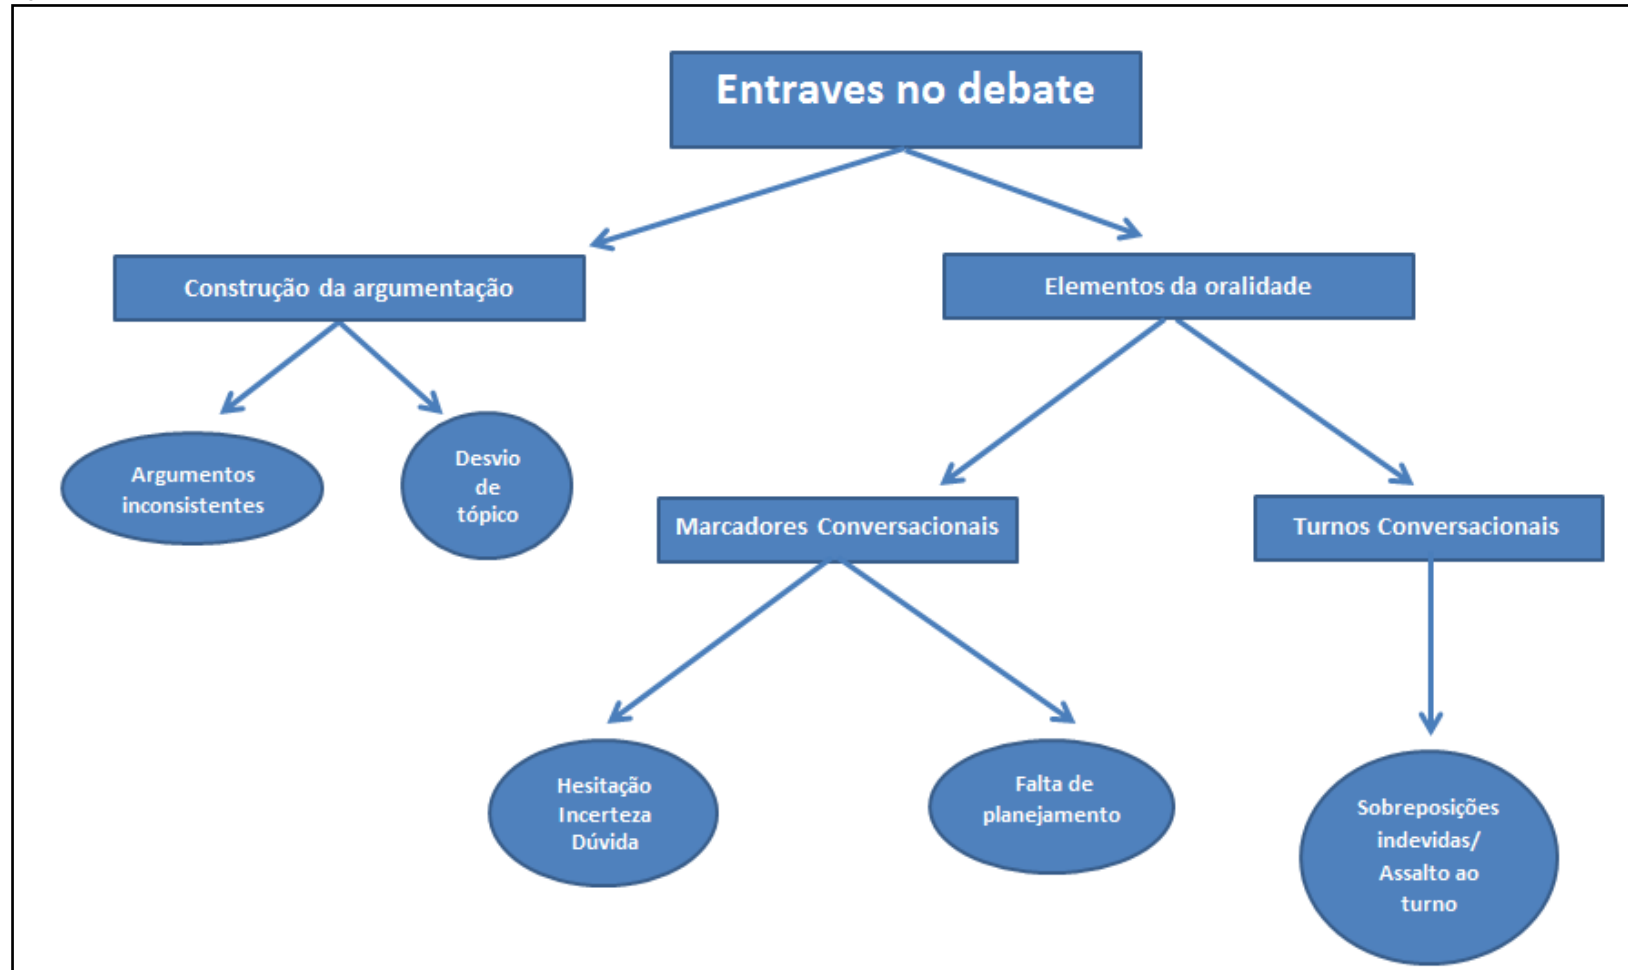 Entraves no debate
Construção da argumentação
Elementos da oralidade
Argumentos
inconsistentes
Desvio
de
tópico
Marcadores Conversacionais
Turnos Conversacionais
Hesitação
Incerteza
Dúvida
Falta de
planejamento
Sobreposições
indevidas/
Assalto ao
turno